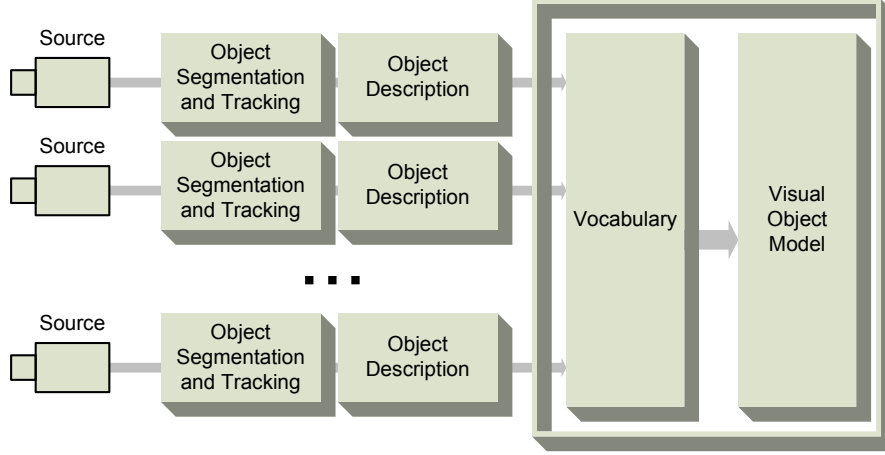 Source
Object
Segmentation
and Tracking
Object
Description
Source
Object
Segmentation
and Tracking
Object
Description
Vocabulary
Visual
Object
Model
...
Source
Object
Segmentation
and Tracking
Object
Description